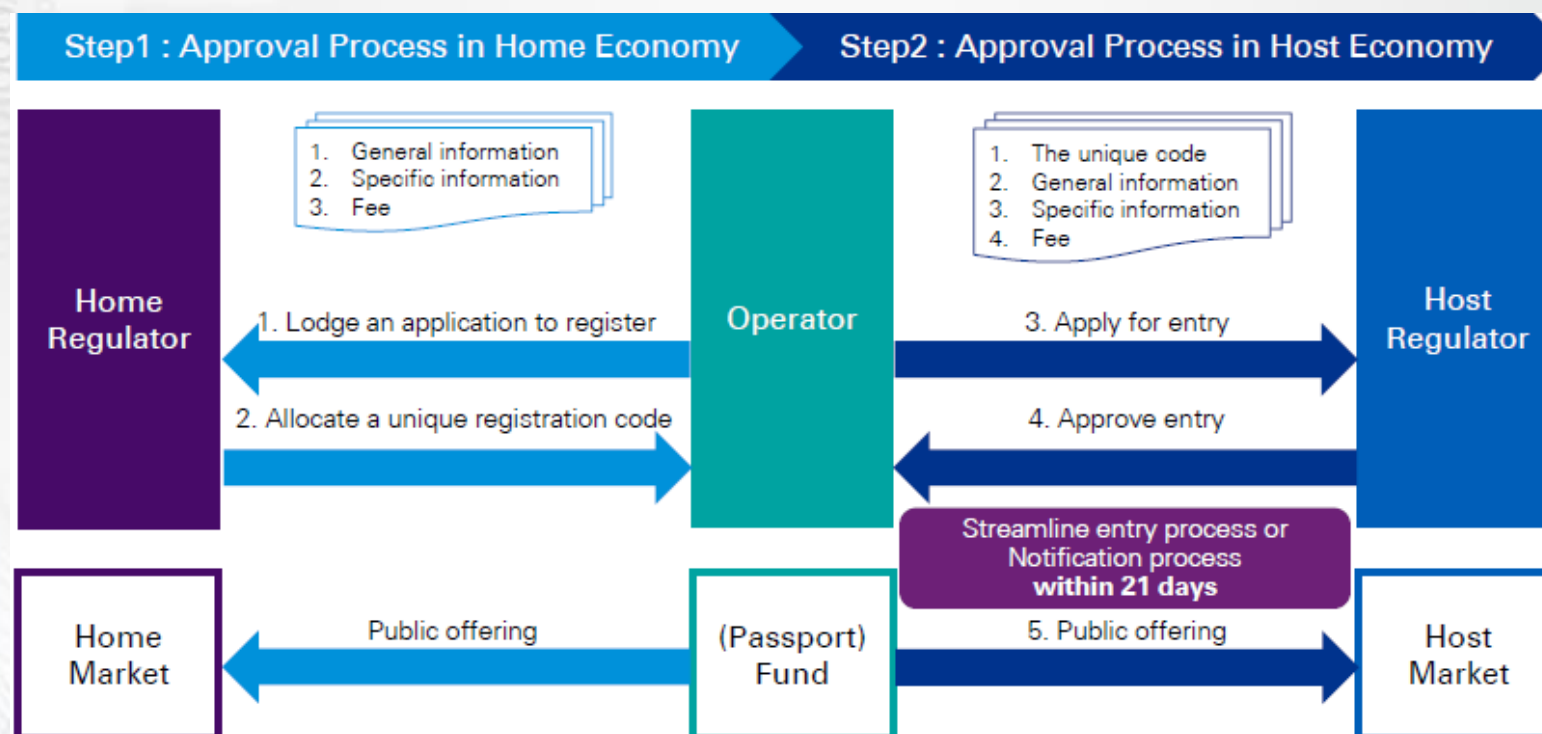 Step1 : Approval Process in Home Economy
Step2 : Approval Process in Host Economy
1. General information
2. Specific information
3. Fee
1. The unique code
2. General information
3. Specific information
4. Fee
Home
Regulator
1. Lodge an application to register
Operator
3. Apply for entry
Host
Regulator
2. Allocate a unique registration code
4. Approve entry
Streamline entry process or
Notification process
within 21 days
Home
Market
Public offering
(Passport)
Fund
5. Public offering
Host
Market